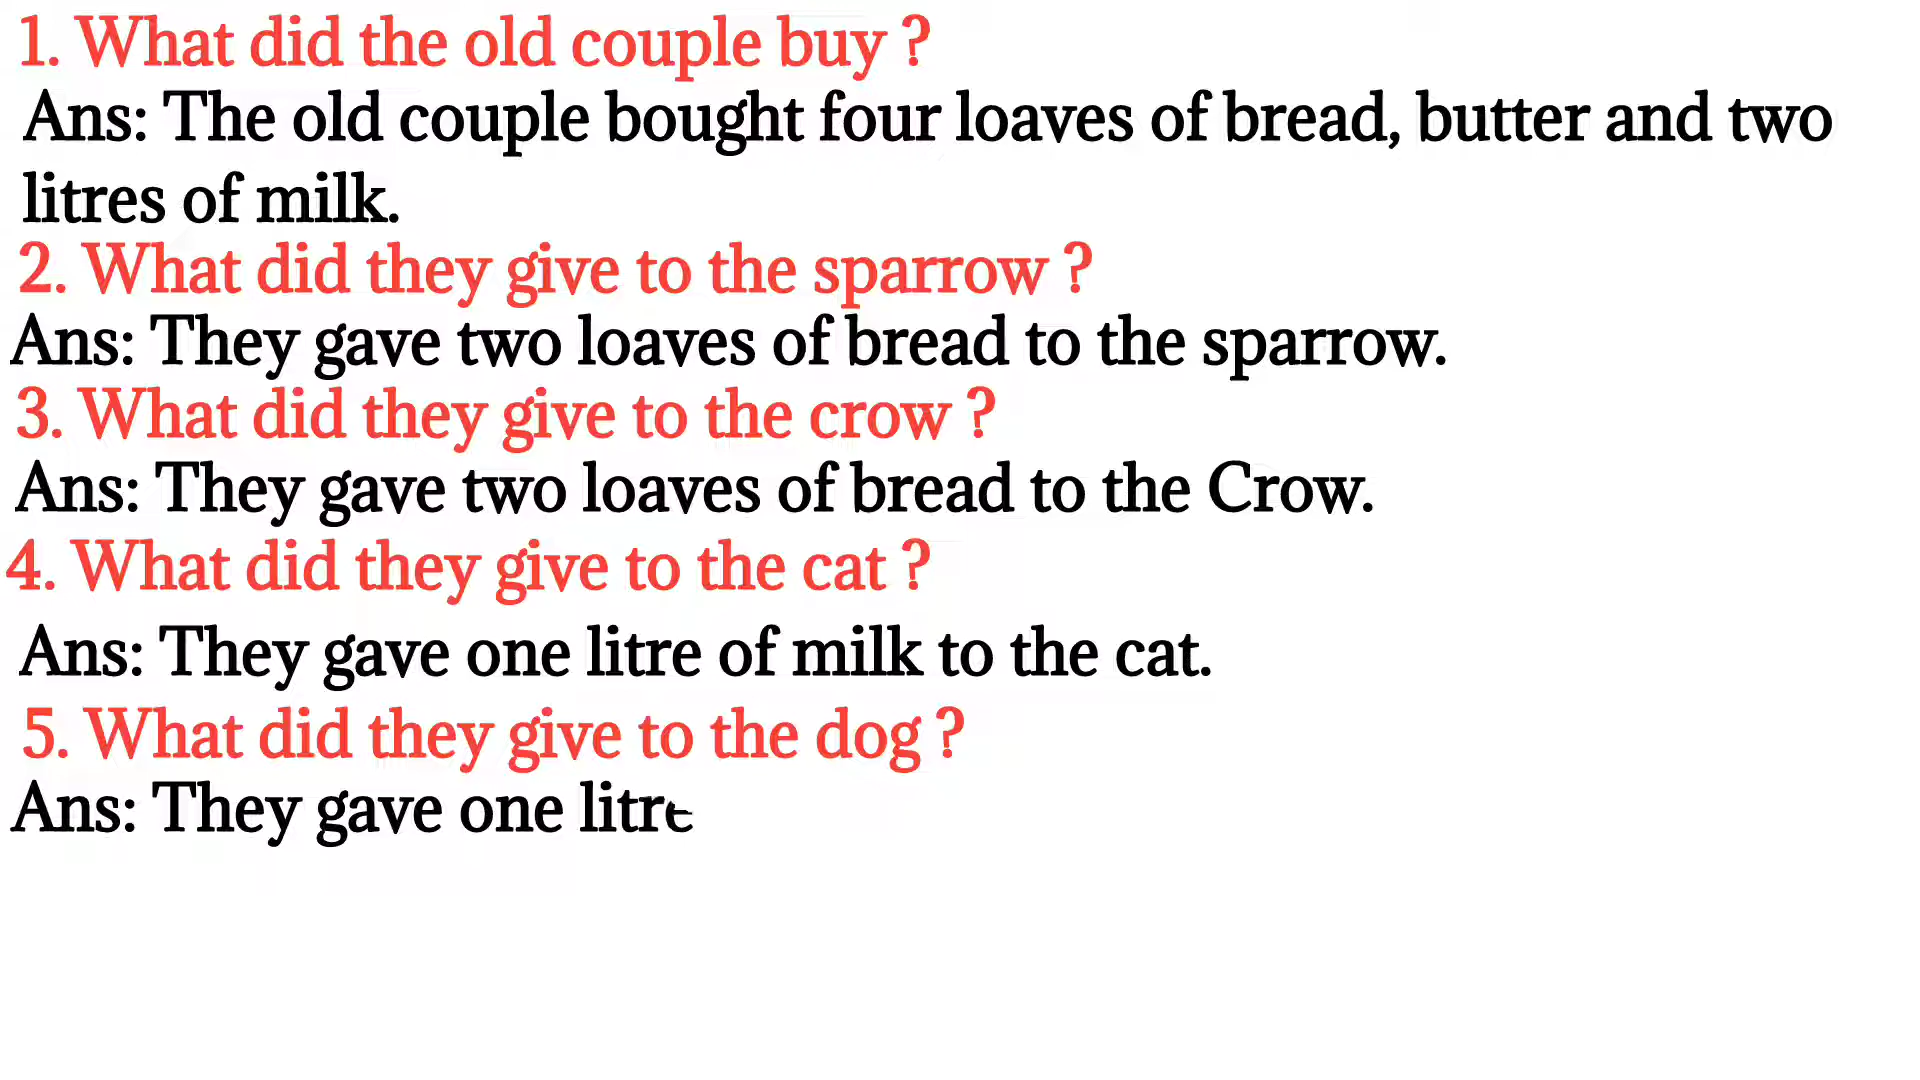 1. What did the old couple buy ?
Ans: The old couple bought four loaves of bread, butter and two
litres of milk.
2. What did they give to the sparrow ?
Ans: They gave two loaves of bread to the sparrow.
3. What did they give to the crow ?
Ans: They gave two loaves of bread to the Crow.
4. What did they give to the cat ?
Ans: They gave one litre of milk to the cat.
5. What did they give to the dog ?
Ans: They gave one litre